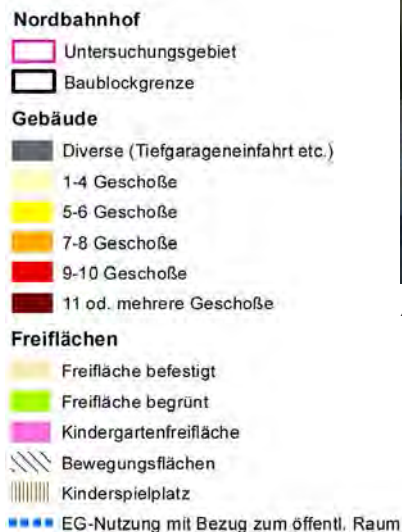 Nordbahnhof
Untersuchungsgebiet
Baublockgrenze
Gebäude
Diverse (Tiefgarageneinfahrt etc.)
1-4 Geschoße
5-6 Geschoße
7-8 Geschoße
9-10 Geschoße
11 od. mehrere Geschoße
Freiflächen
Freifläche befestigt
Freifläche begrünt
Kindergartenfreifläche
Bewegungsflächen
Kinderspielplatz
EG-Nutzung mit Bezug zum öffentl. Raum